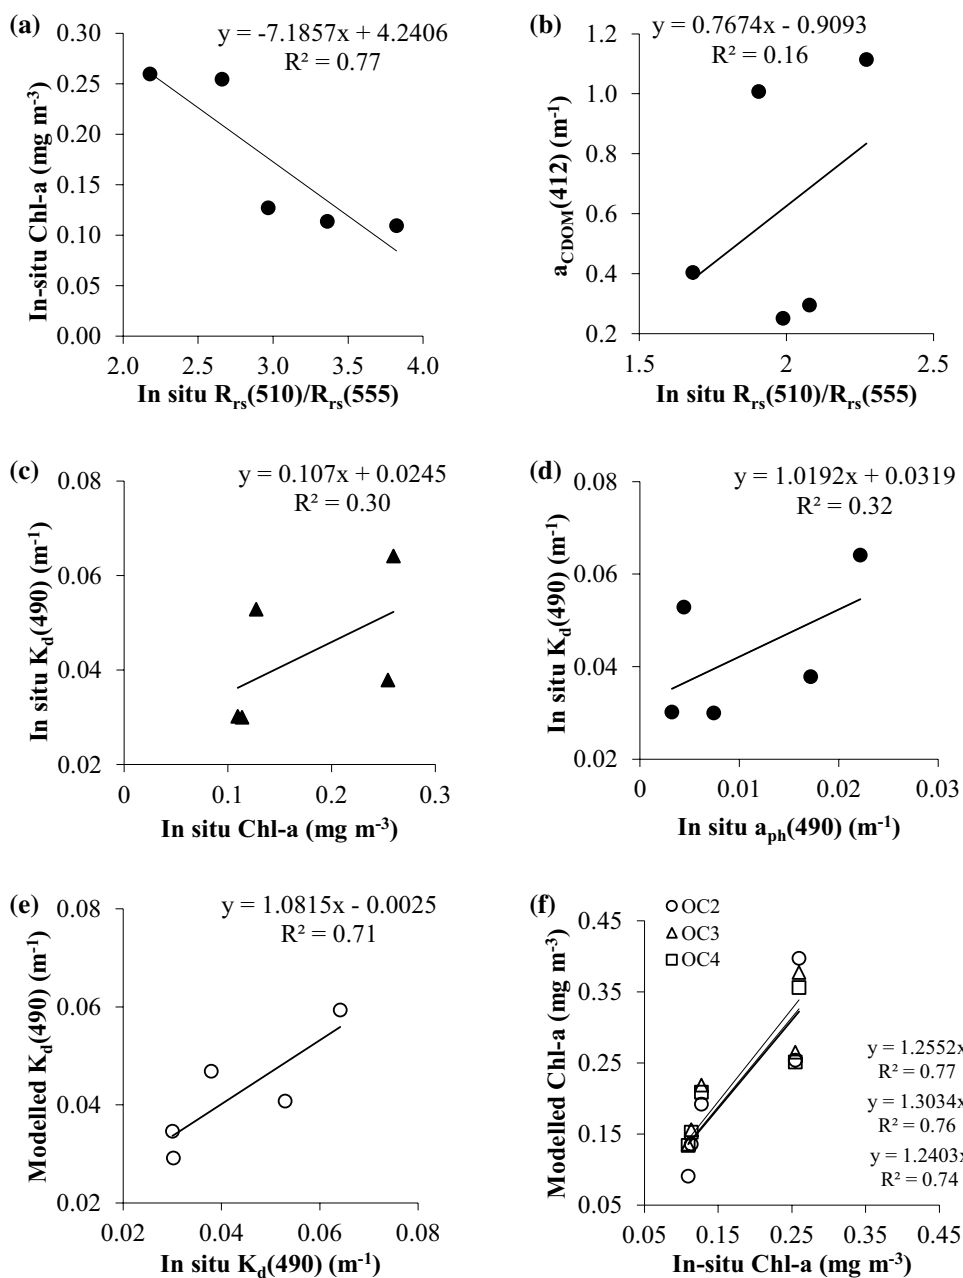 (a)
y = -7.1857x + 4.2406
R² = 0.77
In-situ Chl-a (mg m⁻³)
0.30
0.25
0.20
0.15
0.10
0.05
0.00
2.0 2.5 3.0 3.5 4.0
In situ Rrs(510)/Rrs(555)
(b)
y = 0.7674x - 0.9093
R² = 0.16
aCDOM(412) (m⁻¹)
1.2
1.0
0.8
0.6
0.4
0.2
1.5 2 2.5
In situ Rrs(510)/Rrs(555)
(c)
y = 0.107x + 0.0245
R² = 0.30
In situ Kd(490) (m⁻¹)
0.08
0.06
0.04
0.02
0 0.1 0.2 0.3
In situ Chl-a (mg m⁻³)
(d)
y = 1.0192x + 0.0319
R² = 0.32
In situ Kd(490) (m⁻¹)
0.08
0.06
0.04
0.02
0 0.01 0.02 0.03
In situ aph(490) (m⁻¹)
(e)
y = 1.0815x - 0.0025
R² = 0.71
Modelled Kd(490) (m⁻¹)
0.08
0.06
0.04
0.02
0.02 0.04 0.06 0.08
In situ Kd(490) (m⁻¹)
(f)
OC2
OC3
OC4
Modelled Chl-a (mg m⁻³)
0.45
0.35
0.25
0.15
0.05
y = 1.2552x
R² = 0.77
y = 1.3034x
R² = 0.76
y = 1.2403x
R² = 0.74
0.05 0.25 0.45
In-situ Chl-a (mg m⁻³)